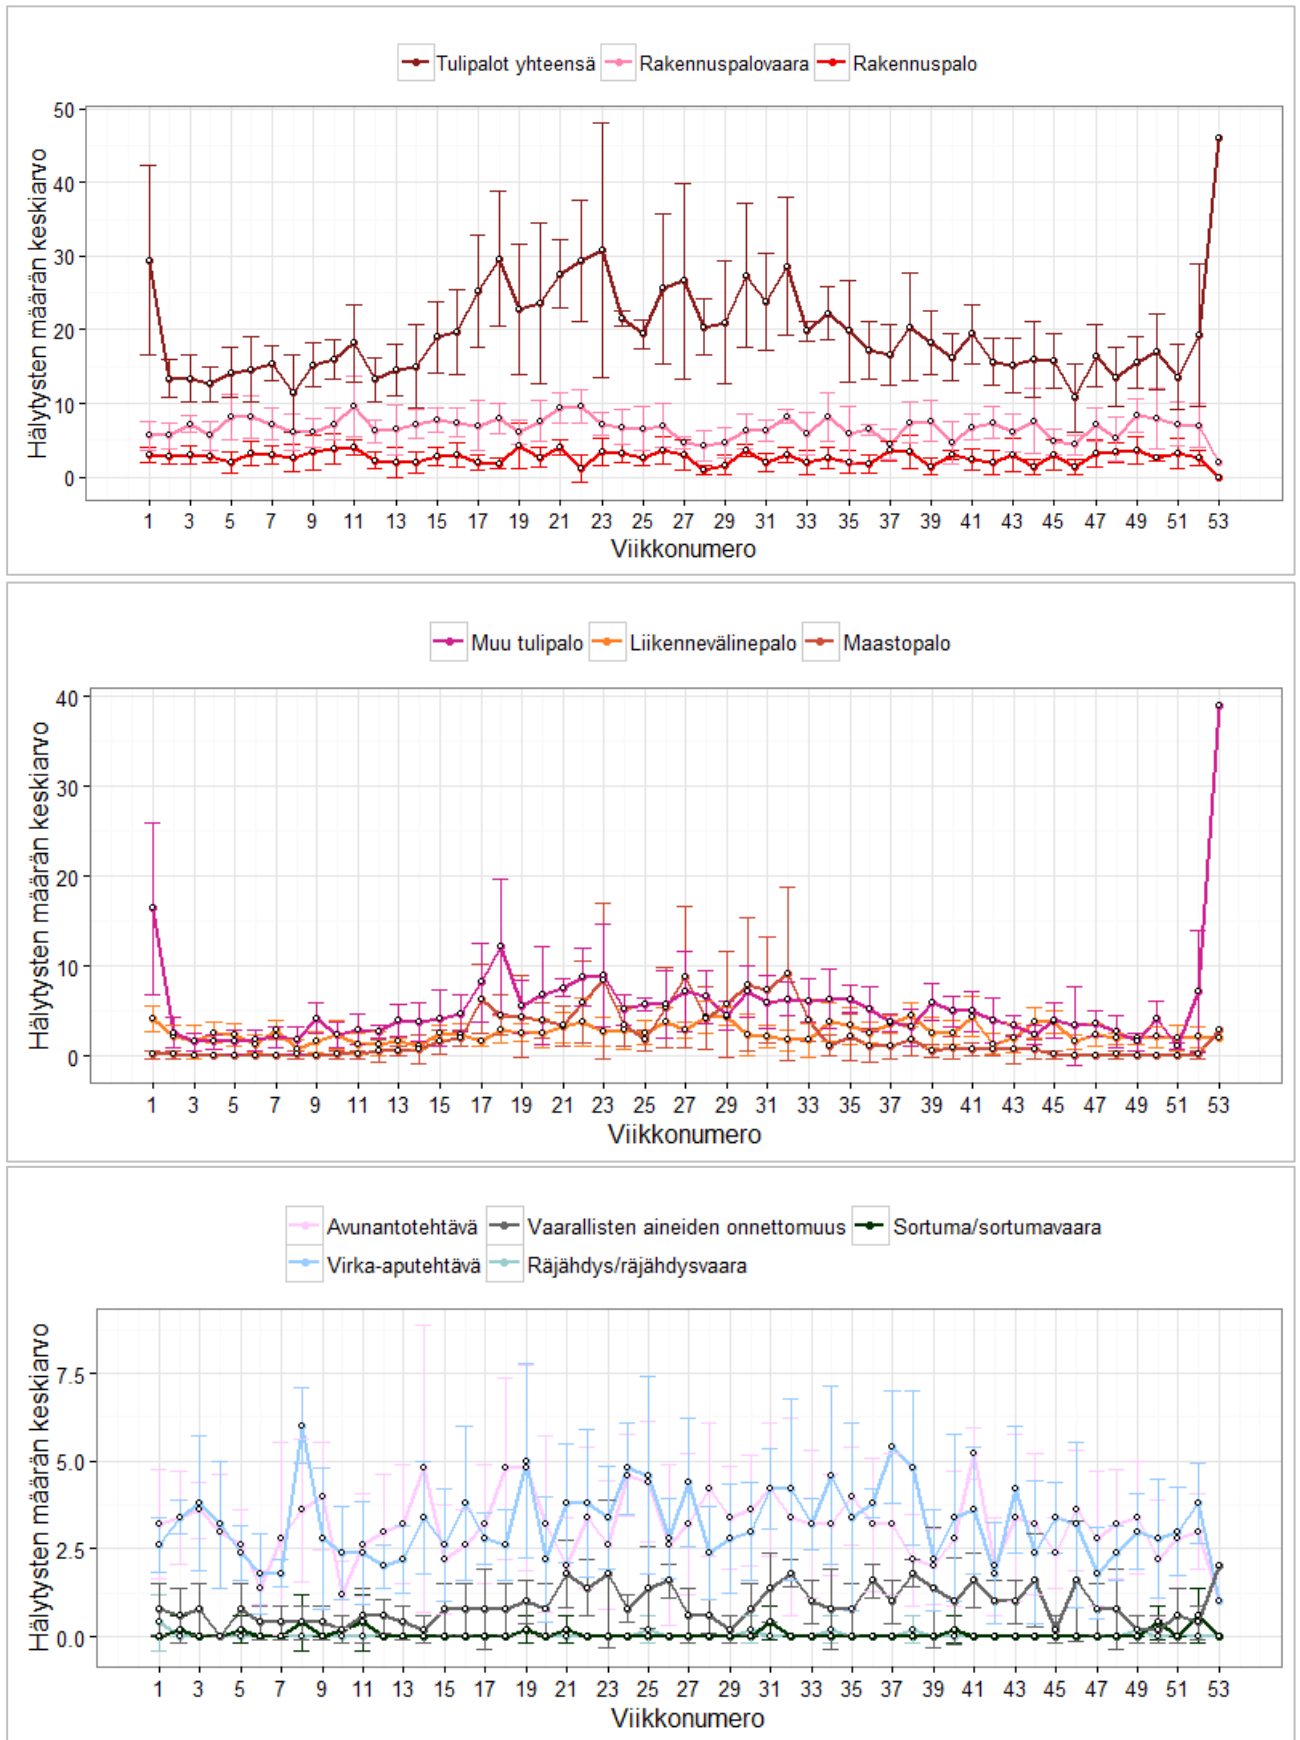 Tulipalot yhteensä Rakennuspalovaara Rakennuspalo
Hälytysten määrän keskiarvo
50
40
30
20
10
0
1 3 5 7 9 11 13 15 17 19 21 23 25 27 29 31 33 35 37 39 41 43 45 47 49 51 53
Viikkonumero
Muu tulipalo Liikennevälinepalo Maastopalo
Hälytysten määrän keskiarvo
40
30
20
10
0
1 3 5 7 9 11 13 15 17 19 21 23 25 27 29 31 33 35 37 39 41 43 45 47 49 51 53
Viikkonumero
Avunantotehtävä Vaarallisten aineiden onnettomuus Sortuma/sortumavaara
Virka-aputehtävä Räjähdys/räjähdysvaara
Hälytysten määrän keskiarvo
7.5
5.0
2.5
0.0
1 3 5 7 9 11 13 15 17 19 21 23 25 27 29 31 33 35 37 39 41 43 45 47 49 51 53
Viikkonumero